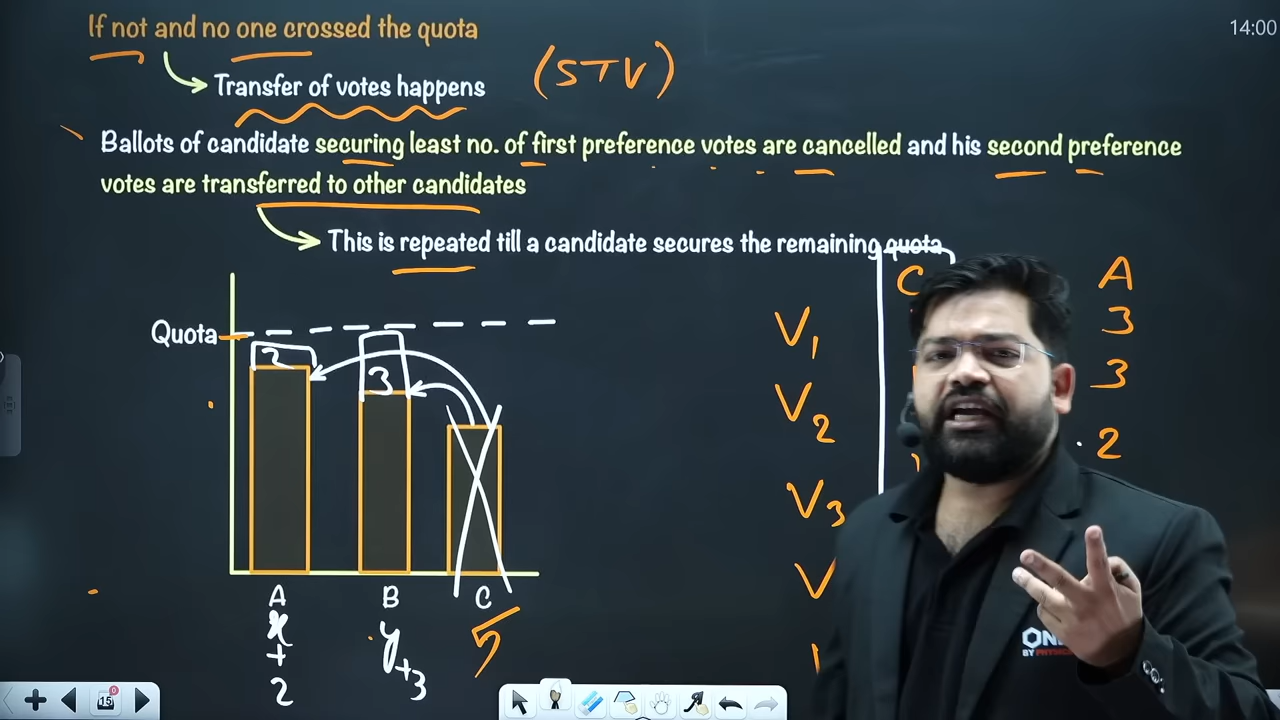 If not and no one crossed the quota
14:00
Transfer of votes happens
(STV)
Ballots of candidate securing least no. of first preference votes are cancelled and his second preference
votes are transferred to other candidates
This is repeated till a candidate secures the remaining quota
C A
V1 3
V2 3
2
V3
V
Quota
2
3
A B C
x + 2
y +3
5
BY PHYSICS
15